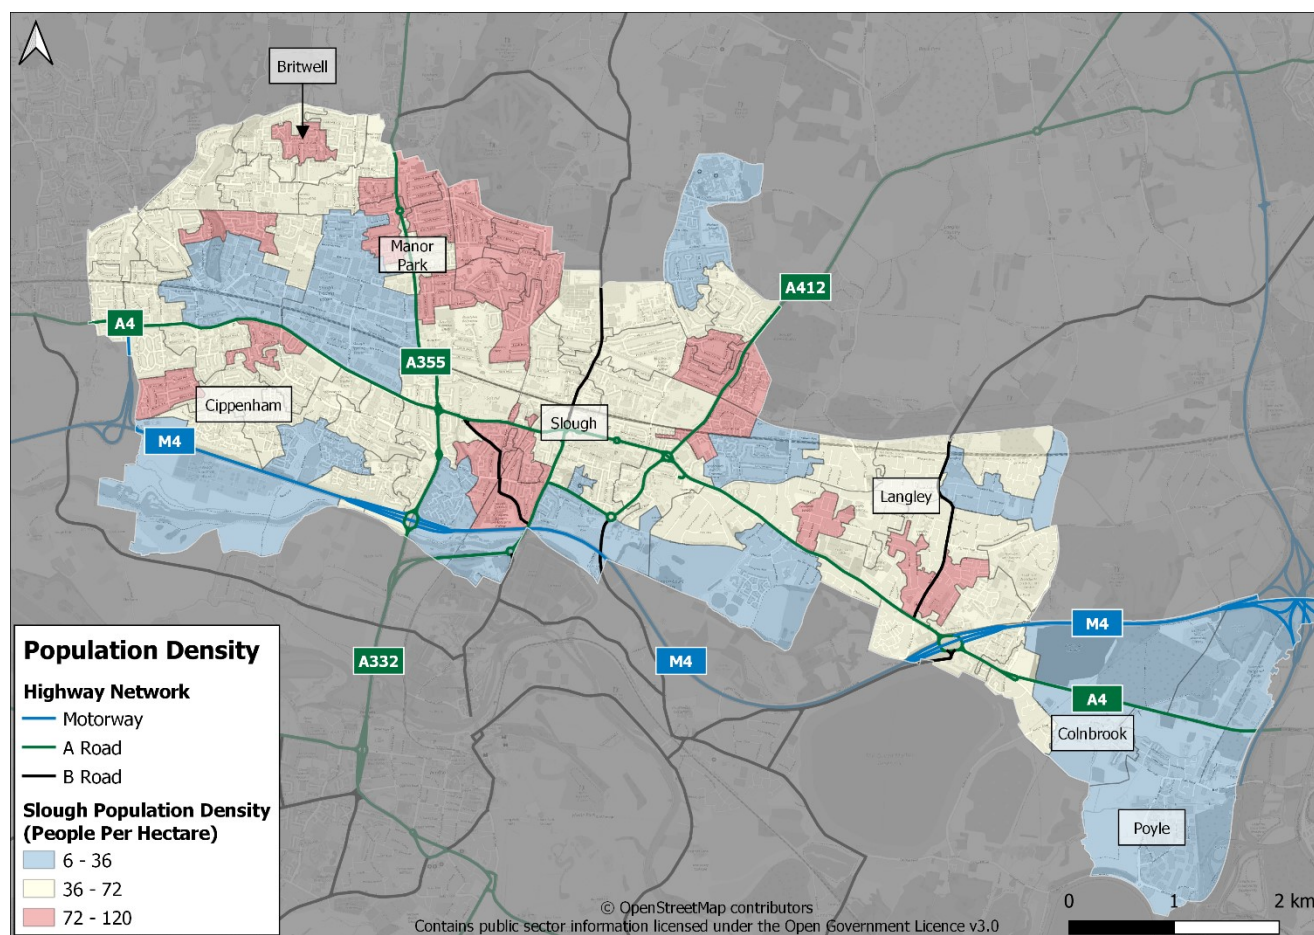 Britwell
Manor
Park
A412
A4
A355
Cippenham
Slough
M4
Langley
A332
M4
M4
A4
Colnbrook
Poyle
Population Density
Highway Network
Motorway
A Road
B Road
Slough Population Density
(People Per Hectare)
6 - 36
36 - 72
72 - 120
0 1 2 km
© OpenStreetMap contributors
Contains public sector information licensed under the Open Government Licence v3.0